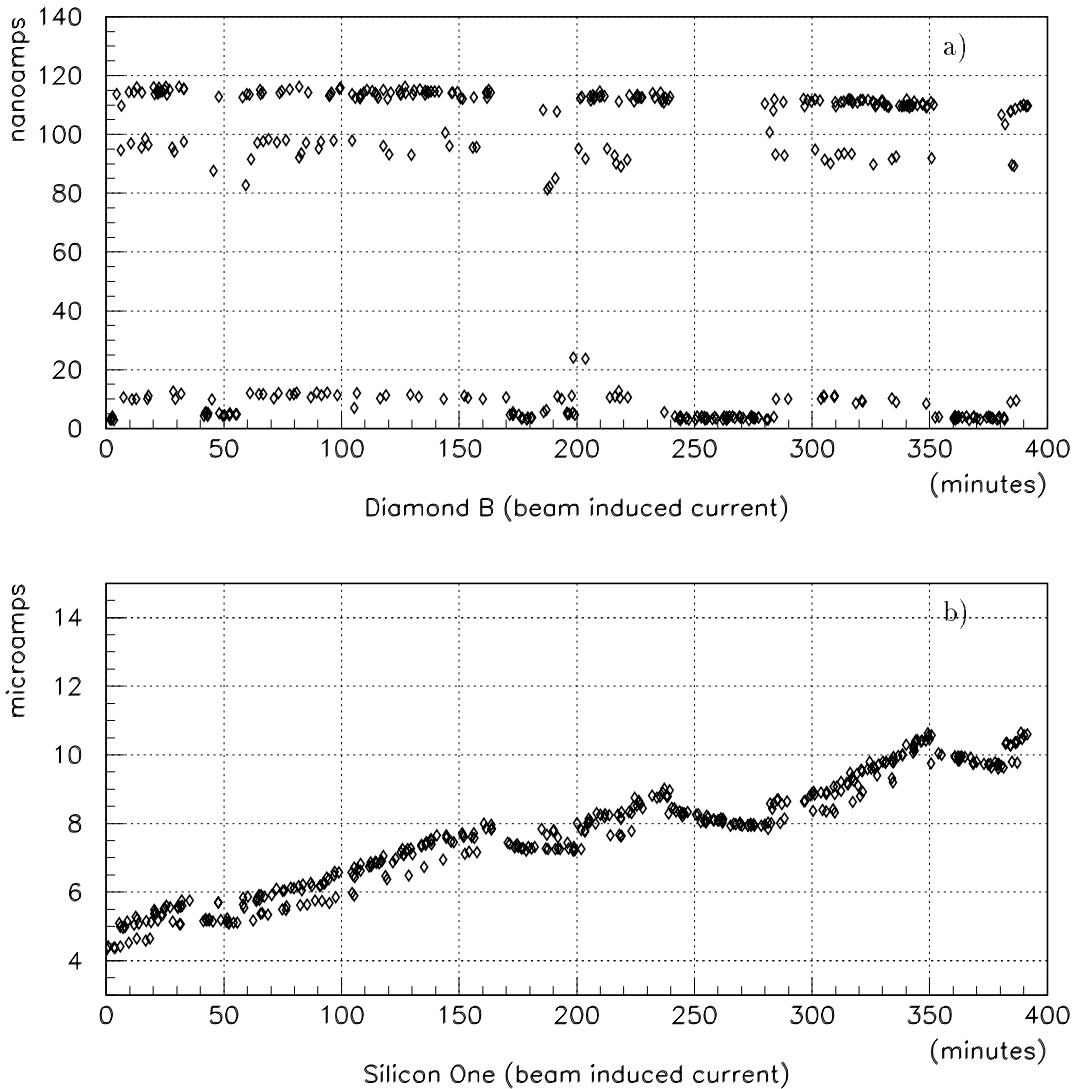 140
120
100
80
60
40
20
0
nanoamps
a)
0 50 100 150 200 250 300 350 400
(minutes)
Diamond B (beam induced current)
14
12
10
8
6
4
microamps
b)
0 50 100 150 200 250 300 350 400
(minutes)
Silicon One (beam induced current)